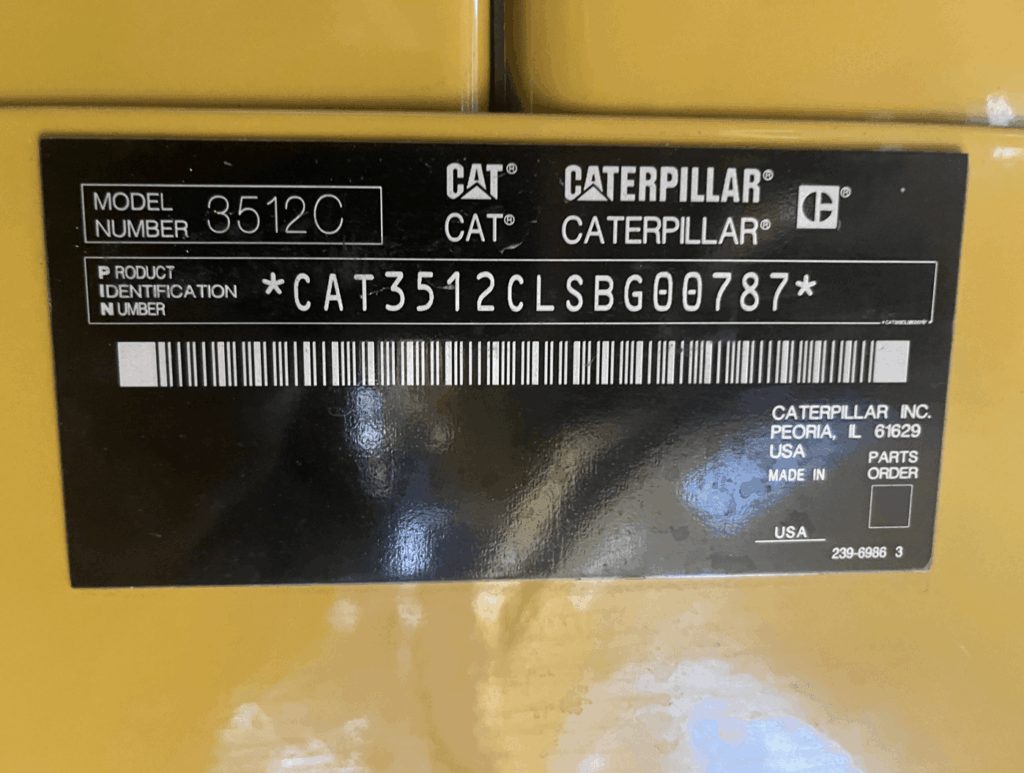 CAT® CATERPILLAR®
CAT® CATERPILLAR®
MODEL
NUMBER 3512C
PRODUCT
IDENTIFICATION
NUMBER
*CAT3512CLSBG00787*
CATERPILLAR INC.
PEORIA, IL 61629
USA
MADE IN
USA
PARTS
ORDER
239-6986 3